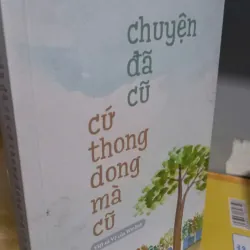 chuyện
đã
cũ
cứ
thong
dong
mà
cũ